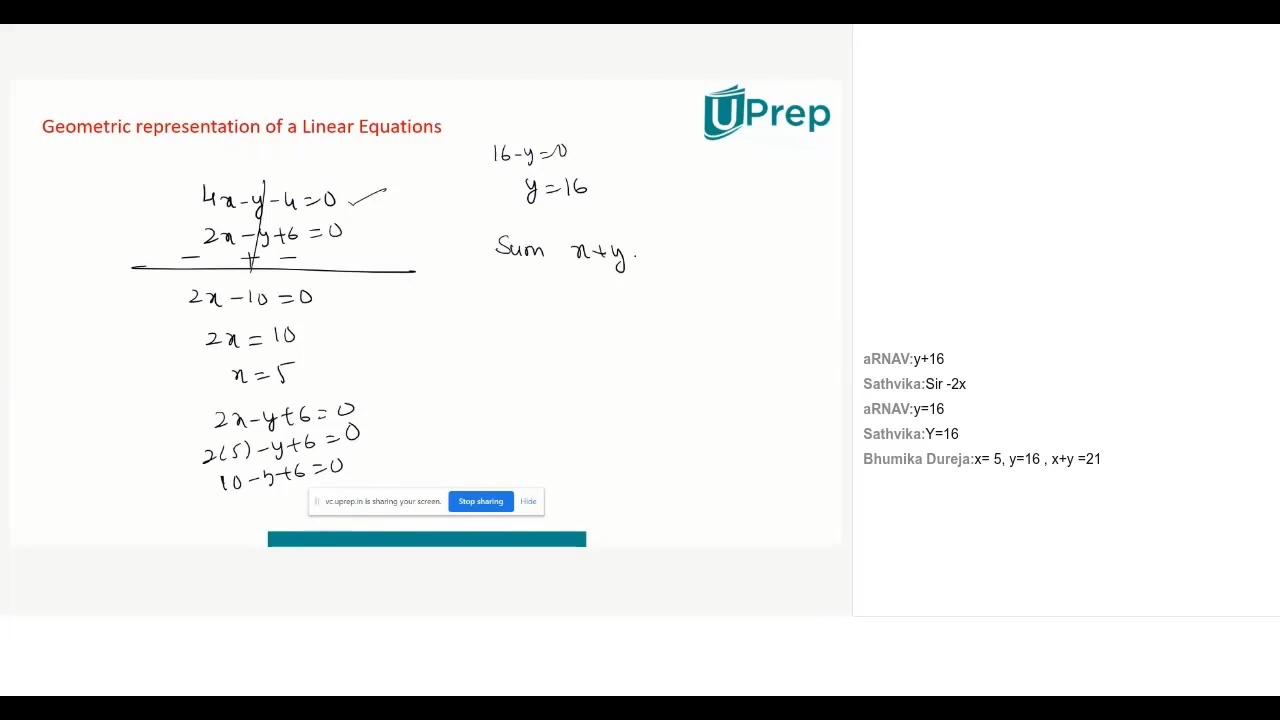 UPrep
Geometric representation of a Linear Equations
4x-y-4=0
2x-y+6=0
- + -
2x-10=0
2x=10
x=5
2x-y+6=0
2(5)-y+6=0
10-y+6=0
16-y=0
y=16
Sum x+y.
vc.uprep.in is sharing your screen. Stop sharing Hide
aRNAV:y+16
Sathvika:Sir -2x
aRNAV:y=16
Sathvika:Y=16
Bhumika Dureja:x= 5, y=16 , x+y =21